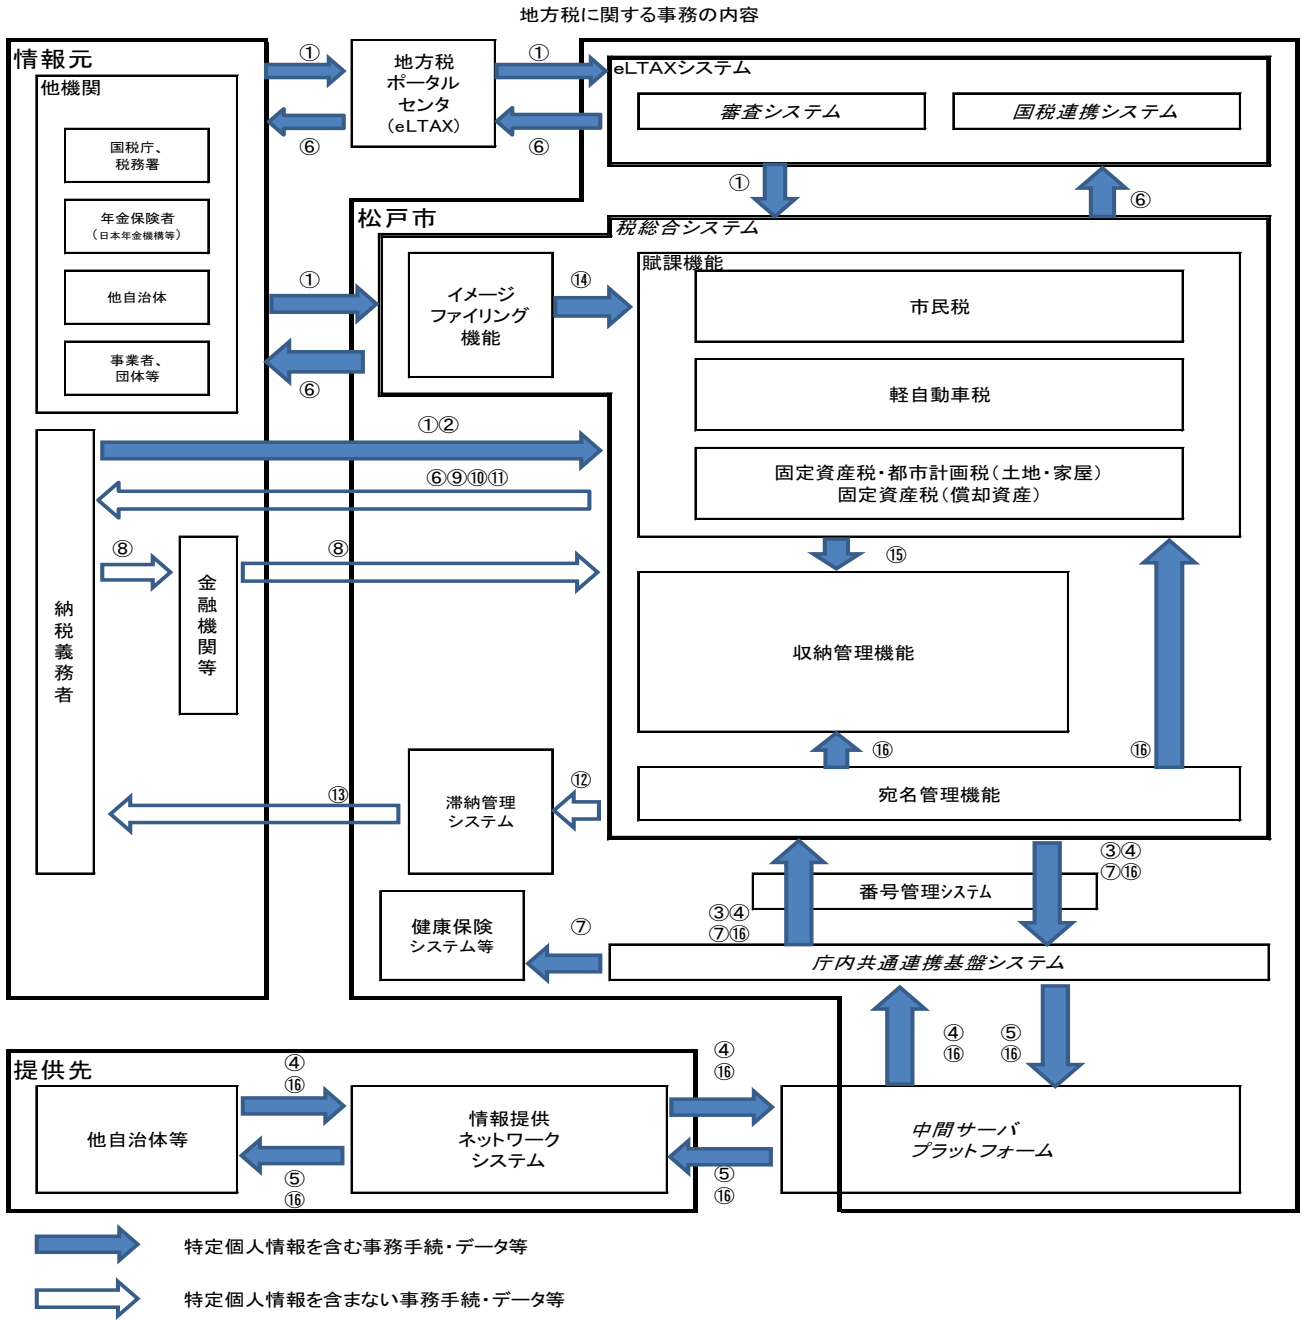 地方税に関する事務の内容
情報元
他機関
国税庁、
税務署
年金保険者
（日本年金機構等）
他自治体
事業者、
団体等
①
⑥
地方税
ポータル
センタ
（eLTAX）
①
⑥
eLTAXシステム
審査システム
国税連携システム
①
⑥
松戸市
税総合システム
①
⑥
イメージ
ファイリング
機能
⑭
賦課機能
市民税
軽自動車税
固定資産税・都市計画税（土地・家屋）
固定資産税（償却資産）
①②
⑥⑨⑩⑪
⑧
⑧
納税義務者
金融機関等
⑮
収納管理機能
⑯
⑯
宛名管理機能
滞納管理
システム
⑫
⑬
③④
⑦⑯
番号管理システム
③④
⑦⑯
健康保険
システム等
⑦
庁内共通連携基盤システム
④
⑯
⑤
⑯
提供先
他自治体等
④
⑯
⑤
⑯
情報提供
ネットワーク
システム
④
⑯
⑤
⑯
中間サーバ
プラットフォーム
特定個人情報を含む事務手続・データ等
特定個人情報を含まない事務手続・データ等